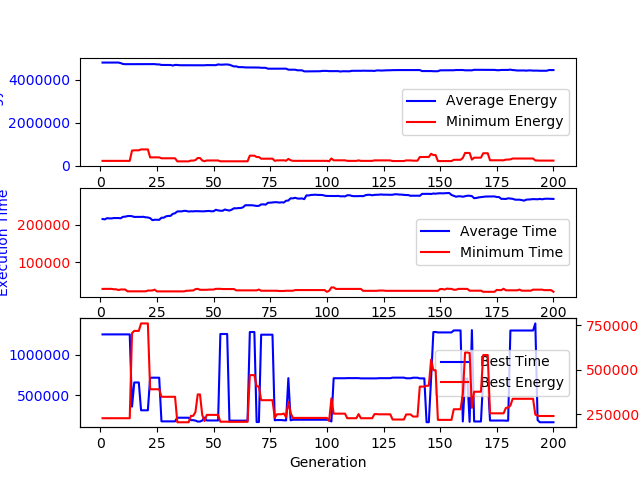 4000000
2000000
0
Average Energy
Minimum Energy
0 25 50 75 100 125 150 175 200
Execution Time
200000
100000
Average Time
Minimum Time
0 25 50 75 100 125 150 175 200
1000000
500000
750000
500000
250000
Best Time
Best Energy
0 25 50 75 100 125 150 175 200
Generation